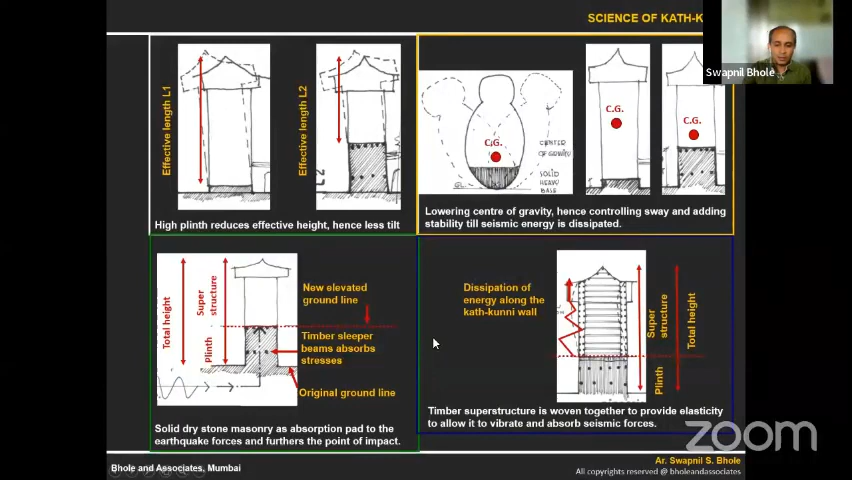 SCIENCE OF KATH-K
Swapnil Bhole
Effective length L1
Effective length L2
L2
High plinth reduces effective height, hence less tilt
C.G.
CENTER
OF GRAVITY
SOLID
HEAVY
BASE
GL
C.G.
C.G.
Lowering centre of gravity, hence controlling sway and adding
stability till seismic energy is dissipated.
Total height
Super
structure
Plinth
New elevated
ground line
Timber sleeper
beams absorbs
stresses
Original ground line
Solid dry stone masonry as absorption pad to the
earthquake forces and furthers the point of impact.
Dissipation of
energy along the
kath-kunni wall
Super
structure
Total height
Plinth
Timber superstructure is woven together to provide elasticity
to allow it to vibrate and absorb seismic forces.
zoom
Bhole and Associates, Mumbai
Ar. Swapnil S. Bhole
All copyrights reserved @ bholeandassociates